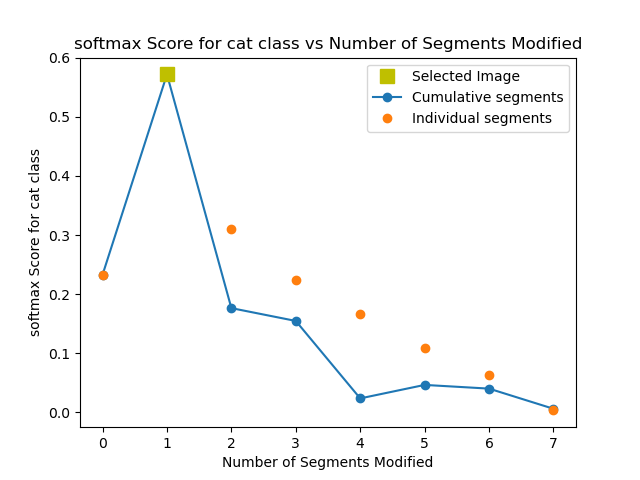 softmax Score for cat class vs Number of Segments Modified
Selected Image
Cumulative segments
Individual segments
softmax Score for cat class
0.6
0.5
0.4
0.3
0.2
0.1
0.0
0 1 2 3 4 5 6 7
Number of Segments Modified